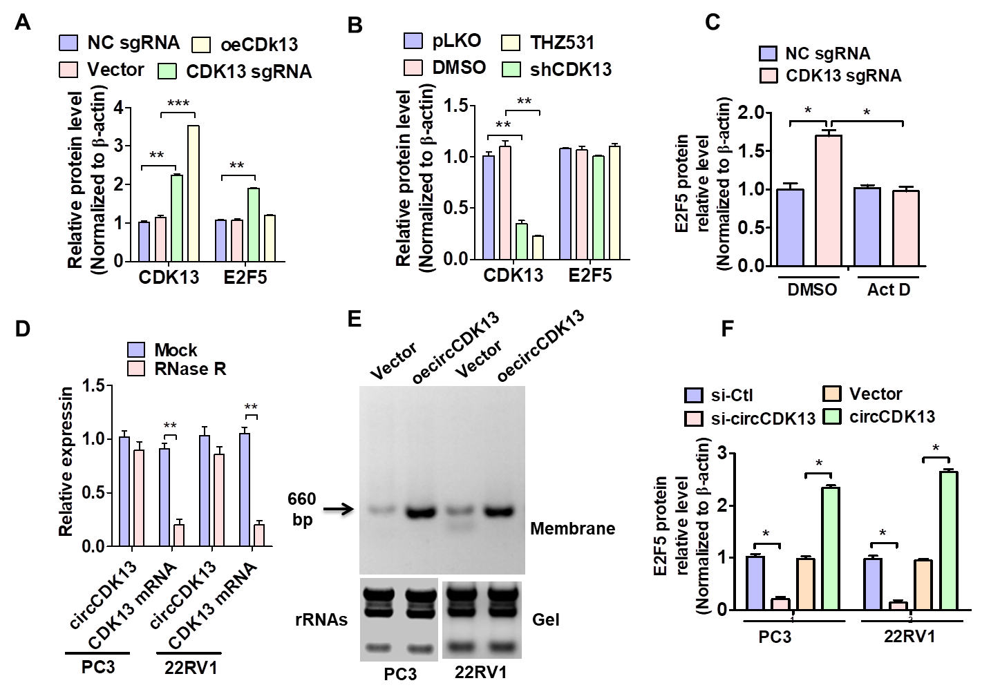 A
NC sgRNA
oeCDk13
Vector
CDK13 sgRNA
Relative protein level
(Normalized to β-actin)
4
3
2
1
0
***
**
**
CDK13
E2F5
B
pLKO
THZ531
DMSO
shCDK13
Relative protein level
(Normalized to β-actin)
1.5
1.0
0.5
0.0
**
**
CDK13
E2F5
C
NC sgRNA
CDK13 sgRNA
E2F5 protein
relative level
(Normalized to β-actin)
2.0
1.5
1.0
0.5
0.0
*
*
DMSO
Act D
D
Mock
RNase R
Relative expressin
1.5
1.0
0.5
0.0
**
**
circCDK13
CDK13 mRNA
circCDK13
CDK13 mRNA
PC3
22RV1
E
Vector
oecircCDK13
Vector
oecircCDK13
660
bp
Membrane
rRNAs
Gel
PC3
22RV1
F
si-Ctl
Vector
si-circCDK13
circCDK13
E2F5 protein
relative level
(Normalized to β-actin)
3
2
1
0
*
*
*
*
1
2
PC3
22RV1